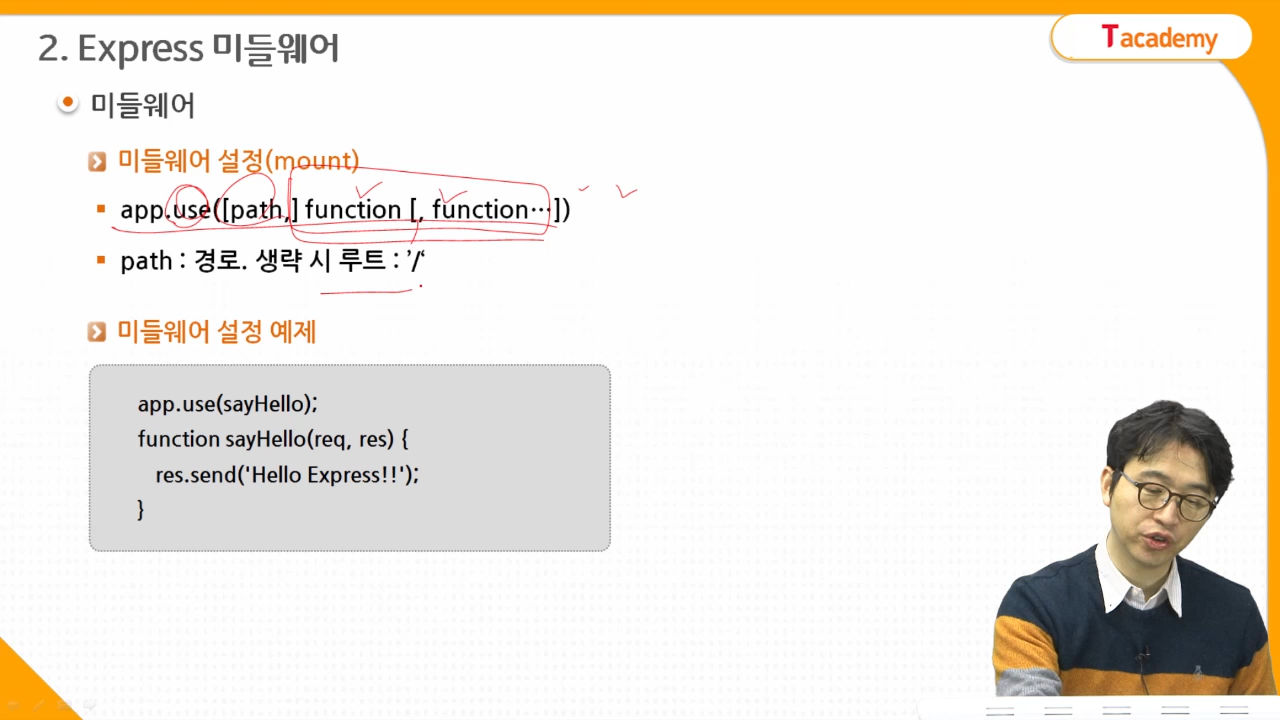 2. Express 미들웨어
Tacademy
미들웨어
미들웨어 설정(mount)
app.use([path,] function [, function…])
path : 경로. 생략 시 루트 : ’/‘
미들웨어 설정 예제
app.use(sayHello);
function sayHello(req, res) {
res.send('Hello Express!!');
}